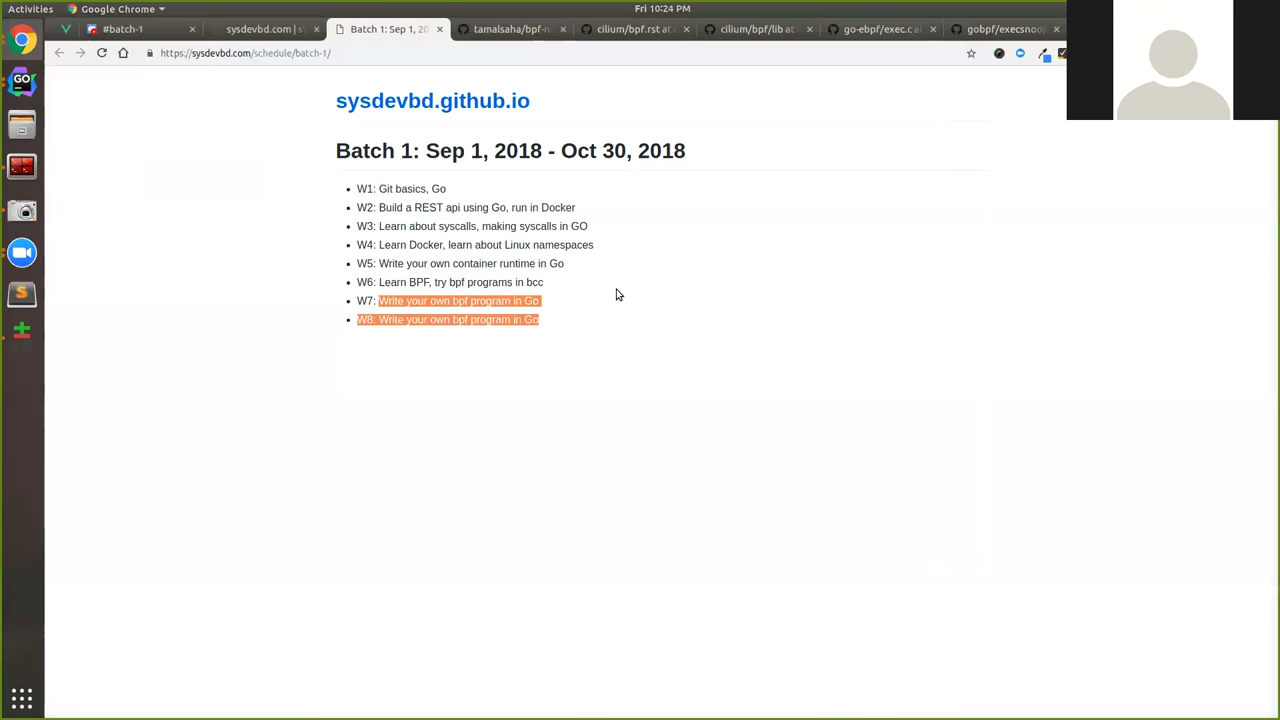 Activities
Google Chrome
Fri 10:24 PM
#batch-1
sysdevbd.com | sy
Batch 1: Sep 1, 20
tamalsaha/bpf-n
cilium/bpf.rst at
cilium/bpf/lib at
go-ebpf/exec.c at
gobpf/execsnoop
https://sysdevbd.com/schedule/batch-1/
sysdevbd.github.io
Batch 1: Sep 1, 2018 - Oct 30, 2018
W1: Git basics, Go
W2: Build a REST api using Go, run in Docker
W3: Learn about syscalls, making syscalls in GO
W4: Learn Docker, learn about Linux namespaces
W5: Write your own container runtime in Go
W6: Learn BPF, try bpf programs in bcc
W7: Write your own bpf program in Go
W8: Write your own bpf program in Go
GO
S